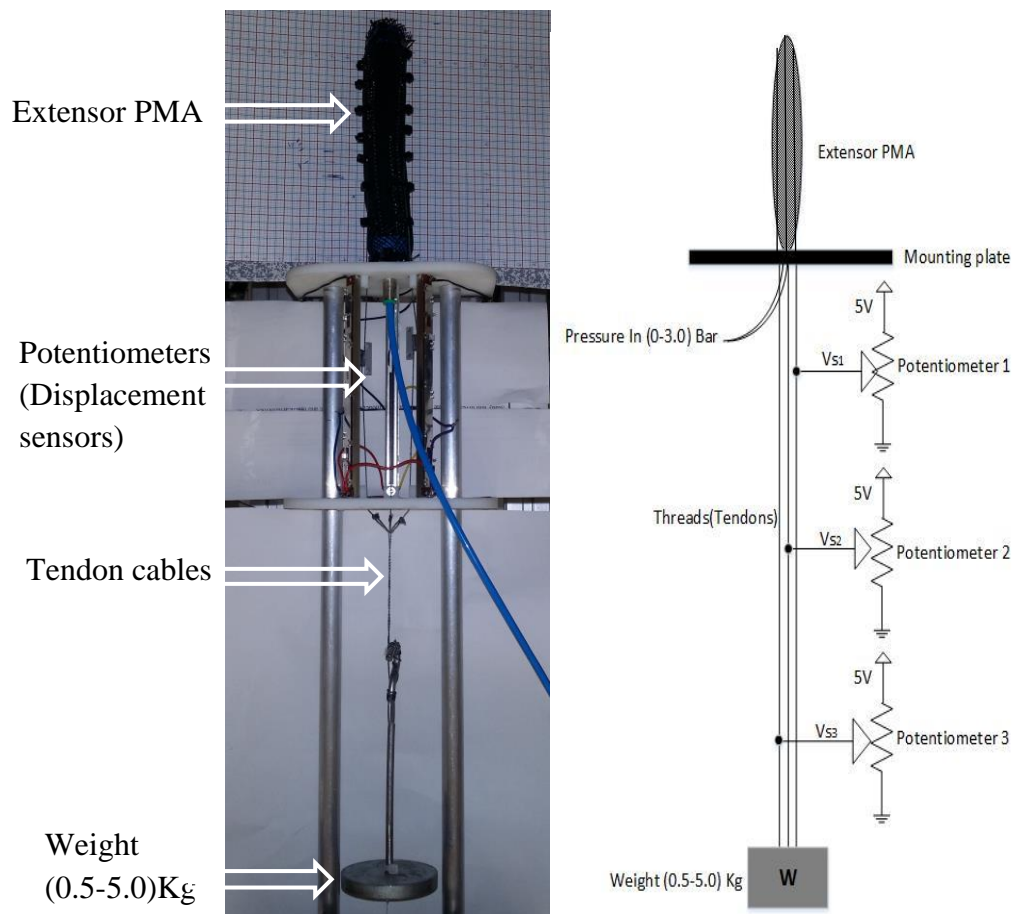 Extensor PMA
Potentiometers
(Displacement
sensors)
Tendon cables
Weight
(0.5-5.0)Kg
Extensor PMA
Mounting plate
5V
Pressure In (0-3.0) Bar
VS1
Potentiometer 1
5V
Threads(Tendons)
VS2
Potentiometer 2
5V
VS3
Potentiometer 3
Weight (0.5-5.0) Kg
W